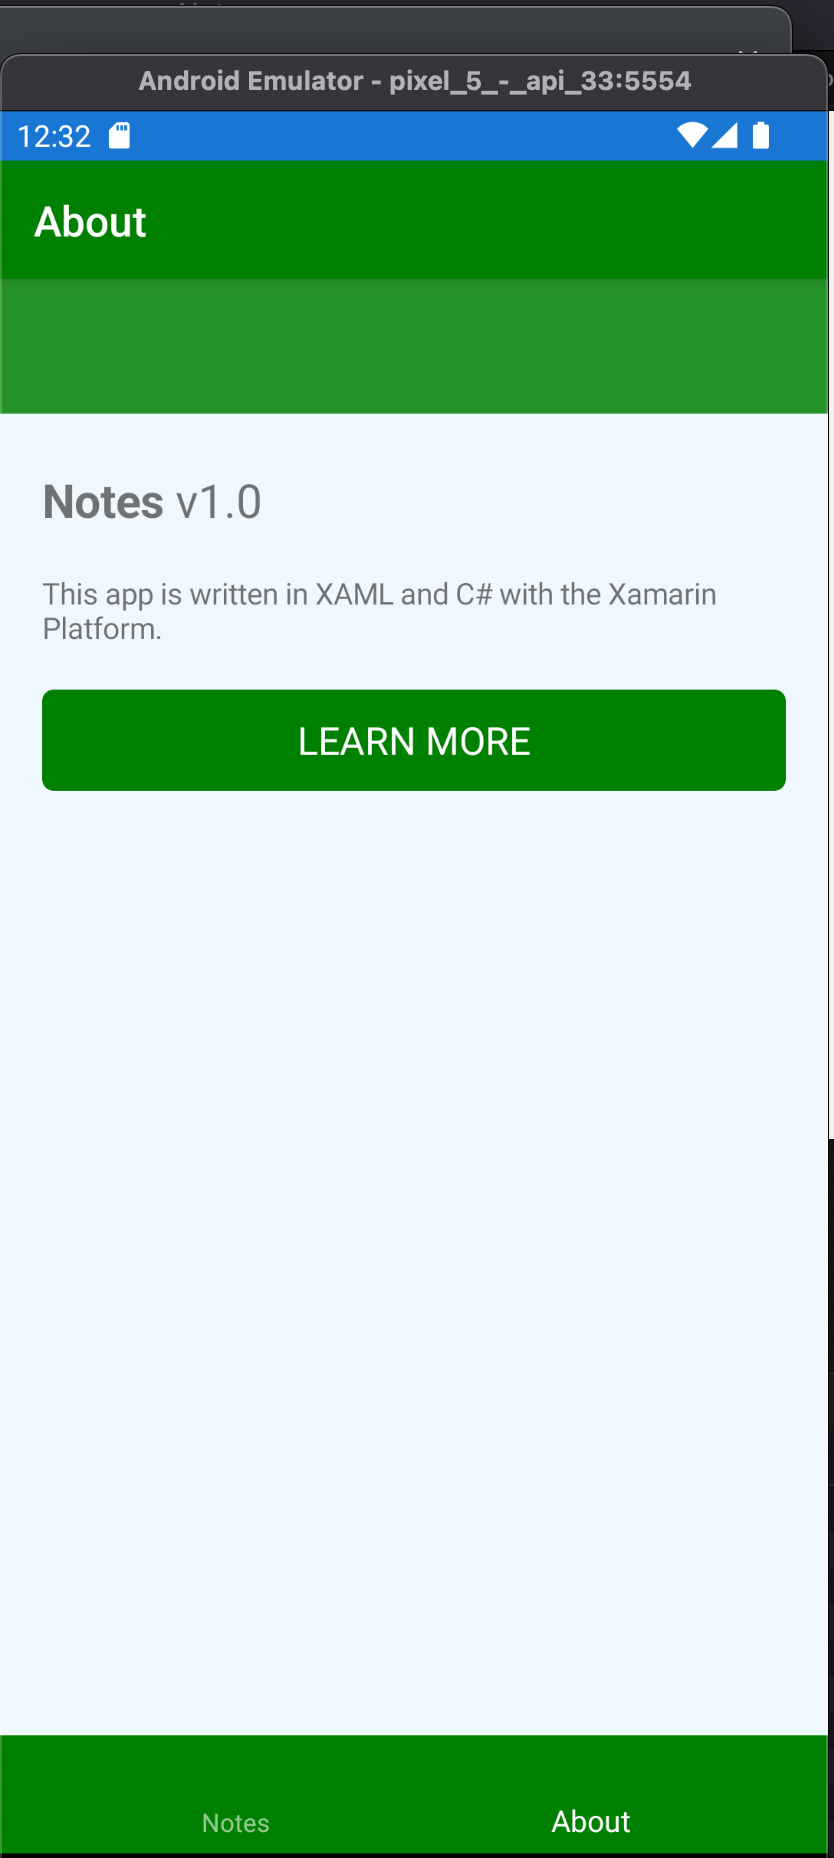 Android Emulator - pixel_5_-_api_33:5554
12:32
About
Notes v1.0
This app is written in XAML and C# with the Xamarin
Platform.
LEARN MORE
Notes
About